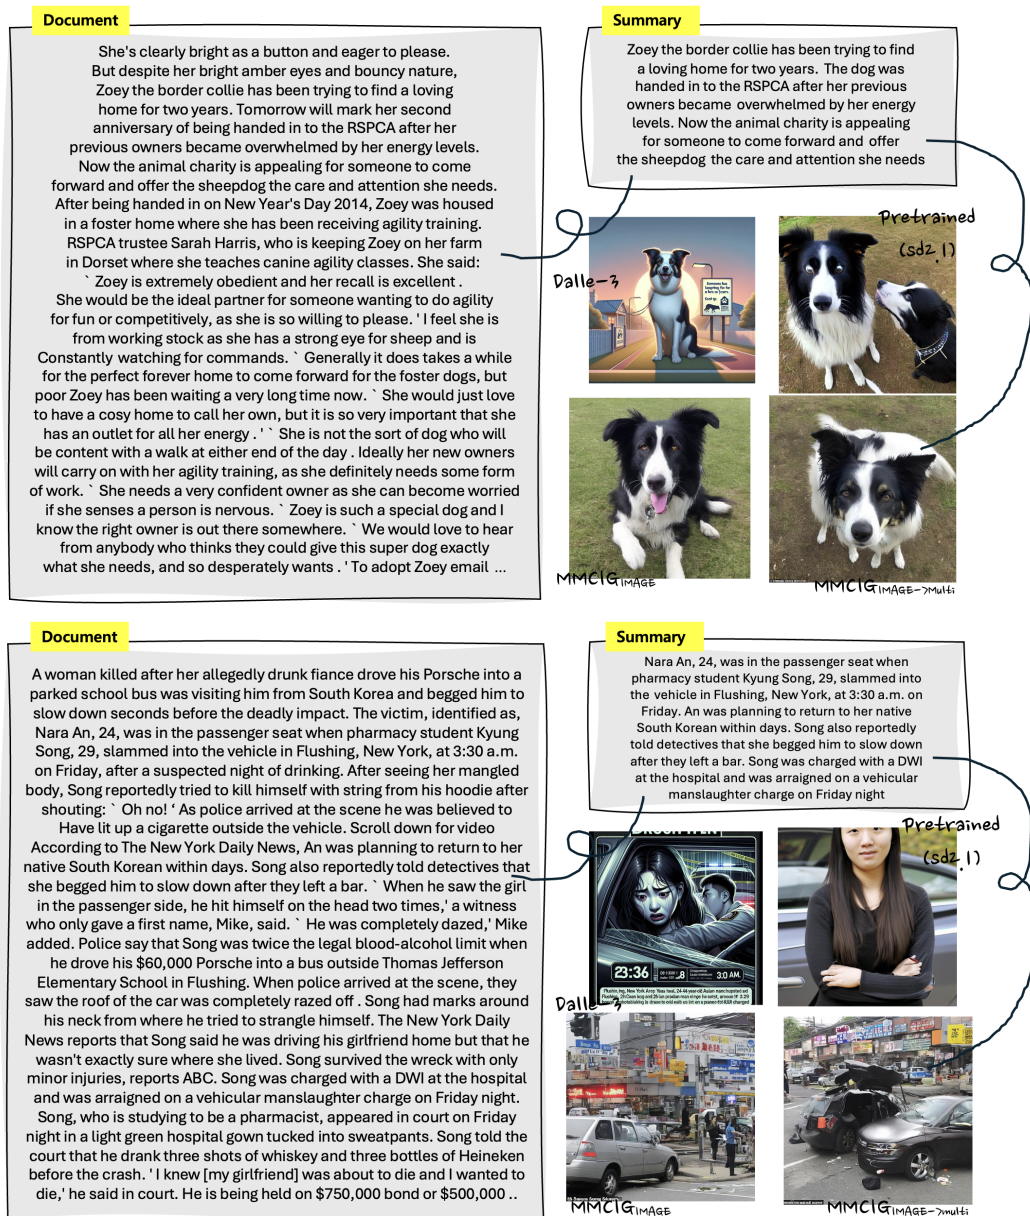 Document
She's clearly bright as a button and eager to please.
But despite her bright amber eyes and bouncy nature,
Zoey the border collie has been trying to find a loving
home for two years. Tomorrow will mark her second
anniversary of being handed in to the RSPCA after her
previous owners became overwhelmed by her energy levels.
Now the animal charity is appealing for someone to come
forward and offer the sheepdog the care and attention she needs.
After being handed in on New Year's Day 2014, Zoey was housed
in a foster home where she has been receiving agility training.
RSPCA trustee Sarah Harris, who is keeping Zoey on her farm
in Dorset where she teaches canine agility classes. She said:
` Zoey is extremely obedient and her recall is excellent .
She would be the ideal partner for someone wanting to do agility
for fun or competitively, as she is so willing to please. ' I feel she is
from working stock as she has a strong eye for sheep and is
Constantly watching for commands. ` Generally it does takes a while
for the perfect forever home to come forward for the foster dogs, but
poor Zoey has been waiting a very long time now. ` She would just love
to have a cosy home to call her own, but it is so very important that she
has an outlet for all her energy . ' ` She is not the sort of dog who will
be content with a walk at either end of the day . Ideally her new owners
will carry on with her agility training, as she definitely needs some form
of work. ` She needs a very confident owner as she can become worried
if she senses a person is nervous. ` Zoey is such a special dog and I
know the right owner is out there somewhere. ` We would love to hear
from anybody who thinks they could give this super dog exactly
what she needs, and so desperately wants . ' To adopt Zoey email ...
Summary
Zoey the border collie has been trying to find
a loving home for two years. The dog was
handed in to the RSPCA after her previous
owners became overwhelmed by her energy
levels. Now the animal charity is appealing
for someone to come forward and offer
the sheepdog the care and attention she needs
Dalle-3
Pretrained
(sd2.1)
MMCIG IMAGE
MMCIG IMAGE->Multi
Document
A woman killed after her allegedly drunk fiance drove his Porsche into a
parked school bus was visiting him from South Korea and begged him to
slow down seconds before the deadly impact. The victim, identified as,
Nara An, 24, was in the passenger seat when pharmacy student Kyung
Song, 29, slammed into the vehicle in Flushing, New York, at 3:30 a.m.
on Friday, after a suspected night of drinking. After seeing her mangled
body, Song reportedly tried to kill himself with string from his hoodie after
shouting: ` Oh no! ‘ As police arrived at the scene he was believed to
Have lit up a cigarette outside the vehicle. Scroll down for video
According to The New York Daily News, An was planning to return to her
native South Korean within days. Song also reportedly told detectives that
she begged him to slow down after they left a bar. ` When he saw the girl
in the passenger side, he hit himself on the head two times,' a witness
who only gave a first name, Mike, said. ` He was completely dazed,' Mike
added. Police say that Song was twice the legal blood-alcohol limit when
he drove his $60,000 Porsche into a bus outside Thomas Jefferson
Elementary School in Flushing. When police arrived at the scene, they
saw the roof of the car was completely razed off . Song had marks around
his neck from where he tried to strangle himself. The New York Daily
News reports that Song said he was driving his girlfriend home but that he
wasn't exactly sure where she lived. Song survived the wreck with only
minor injuries, reports ABC. Song was charged with a DWI at the hospital
and was arraigned on a vehicular manslaughter charge on Friday night.
Song, who is studying to be a pharmacist, appeared in court on Friday
night in a light green hospital gown tucked into sweatpants. Song told the
court that he drank three shots of whiskey and three bottles of Heineken
before the crash. ' I knew [my girlfriend] was about to die and I wanted to
die,' he said in court. He is being held on $750,000 bond or $500,000 ..
Summary
Nara An, 24, was in the passenger seat when
pharmacy student Kyung Song, 29, slammed into
the vehicle in Flushing, New York, at 3:30 a.m. on
Friday. An was planning to return to her native
South Korean within days. Song also reportedly
told detectives that she begged him to slow down
after they left a bar. Song was charged with a DWI
at the hospital and was arraigned on a vehicular
manslaughter charge on Friday night
Pretrained
(sd2.1)
23:36
3:0 A.M.
Dalle-3
MMCIG IMAGE
MMCIG IMAGE->multi